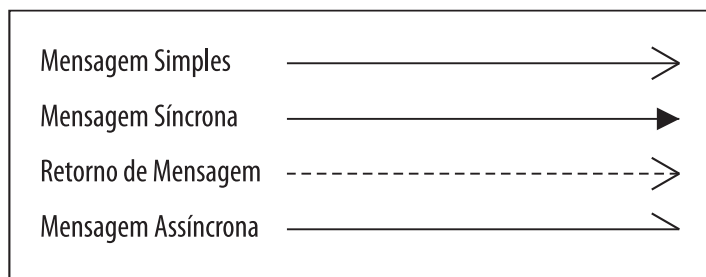 Mensagem Simples
Mensagem Síncrona
Retorno de Mensagem
Mensagem Assíncrona